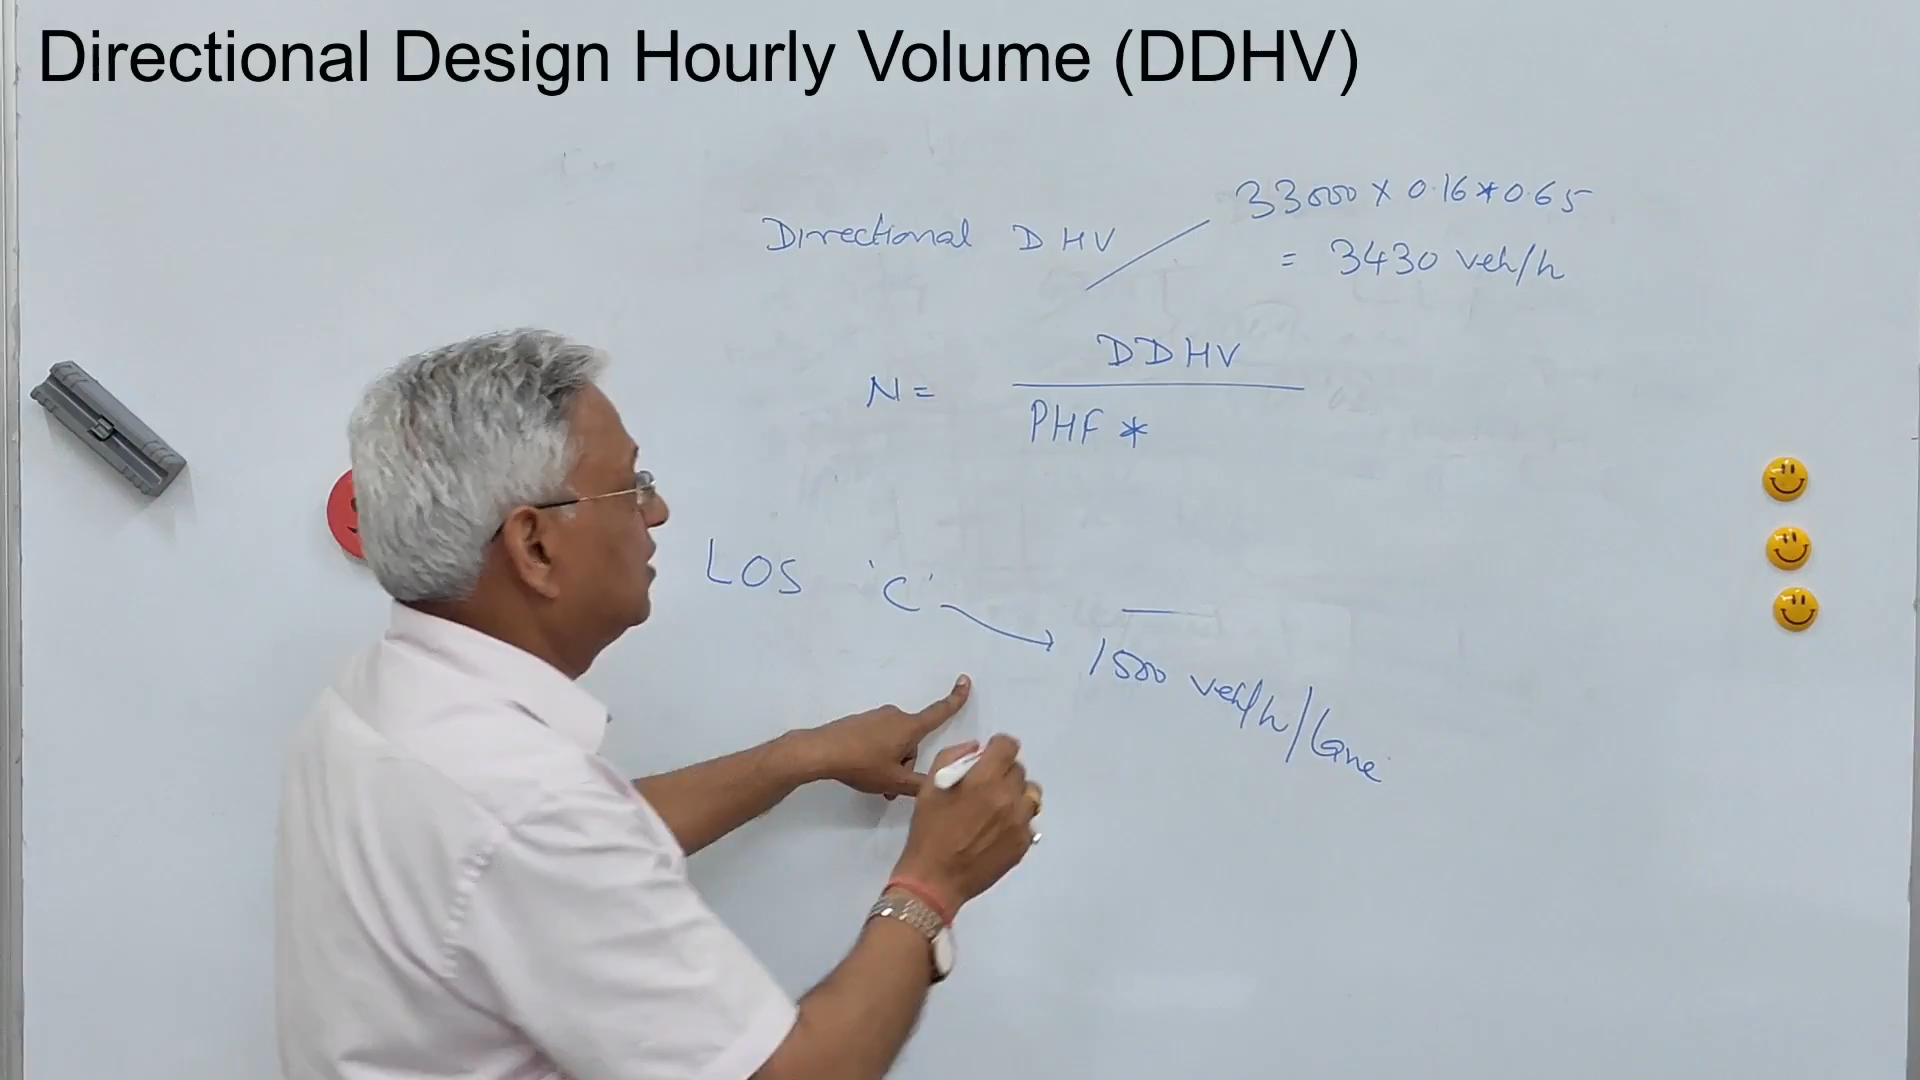 Directional Design Hourly Volume (DDHV)
33000 X 0.16*0.65
Directional DHV
= 3430 veh/h
DDHV
N =
PHF *
LOS 'C'
1500 veh/h/Lane